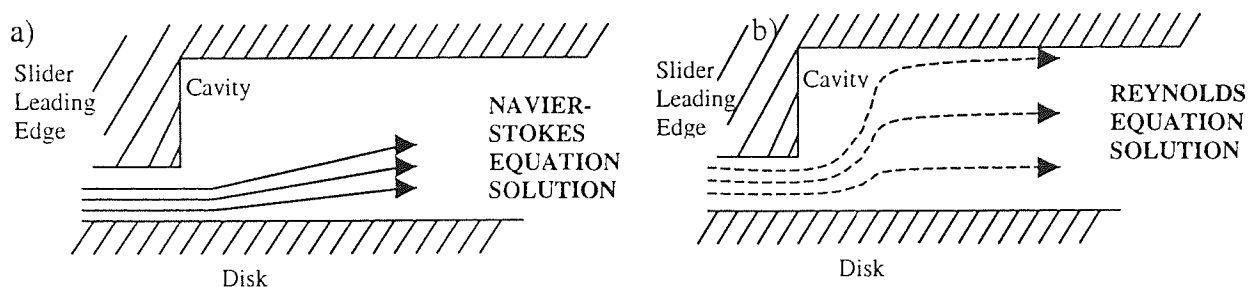 a)
Slider
Leading
Edge
Cavity
NAVIER-
STOKES
EQUATION
SOLUTION
Disk
b)
Slider
Leading
Edge
Cavity
REYNOLDS
EQUATION
SOLUTION
Disk